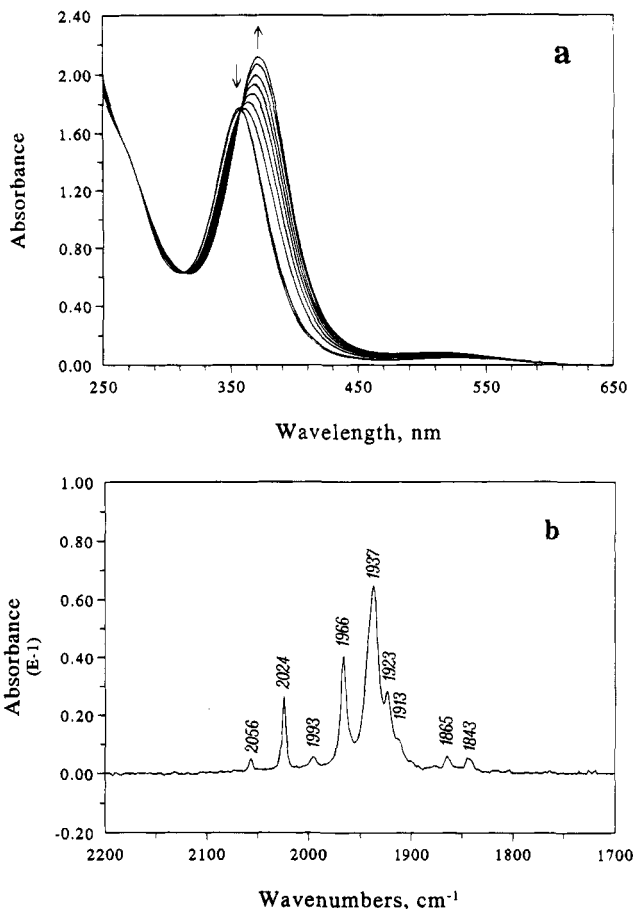 a
2.40
2.00
1.60
1.20
0.80
0.40
0.00
Absorbance
250 350 450 550 650
Wavelength, nm
b
1.00
0.80
0.60
0.40
0.20
0.00
-0.20
Absorbance
(E-1)
2056
2024
1993
1966
1937
1923
1913
1865
1843
2200 2100 2000 1900 1800 1700
Wavenumbers, cm⁻¹